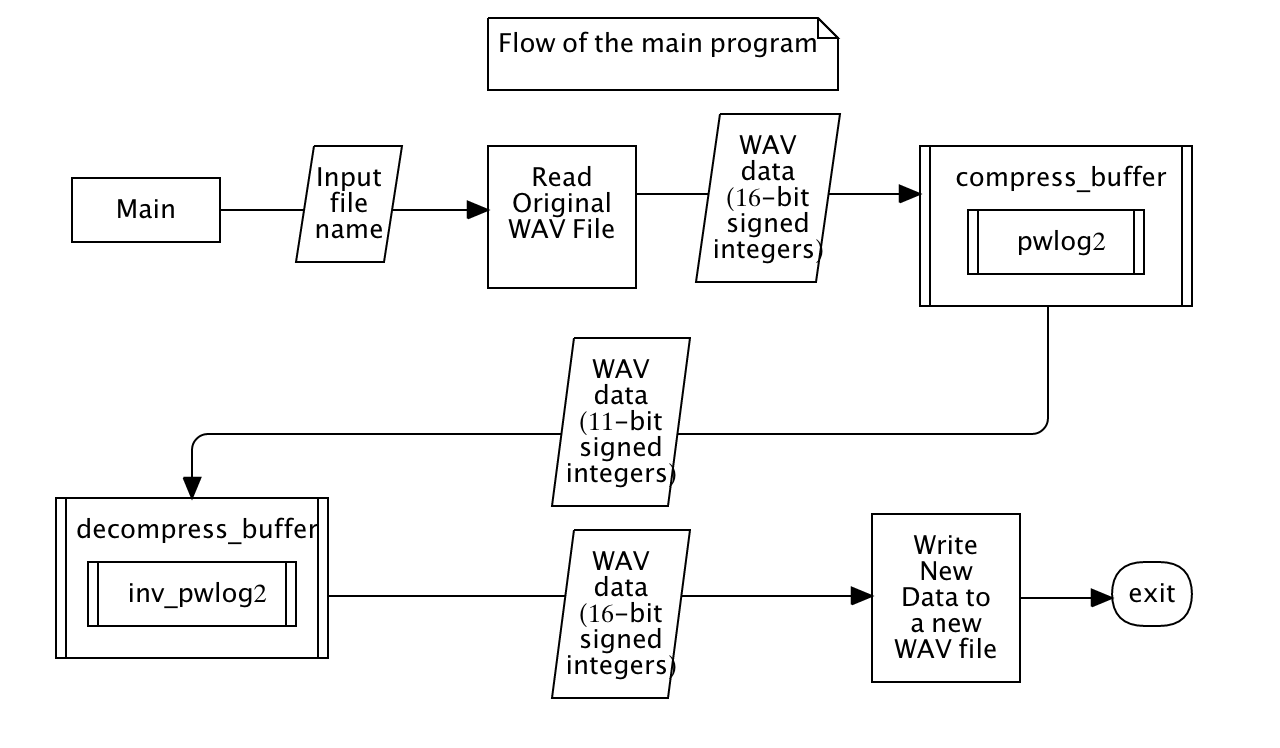 Flow of the main program
Main
Input
file
name
Read
Original
WAV File
WAV
data
(16-bit
signed
integers)
compress_buffer
pwlog2
WAV
data
(11-bit
signed
integers)
decompress_buffer
inv_pwlog2
WAV
data
(16-bit
signed
integers)
Write
New
Data to
a new
WAV file
exit